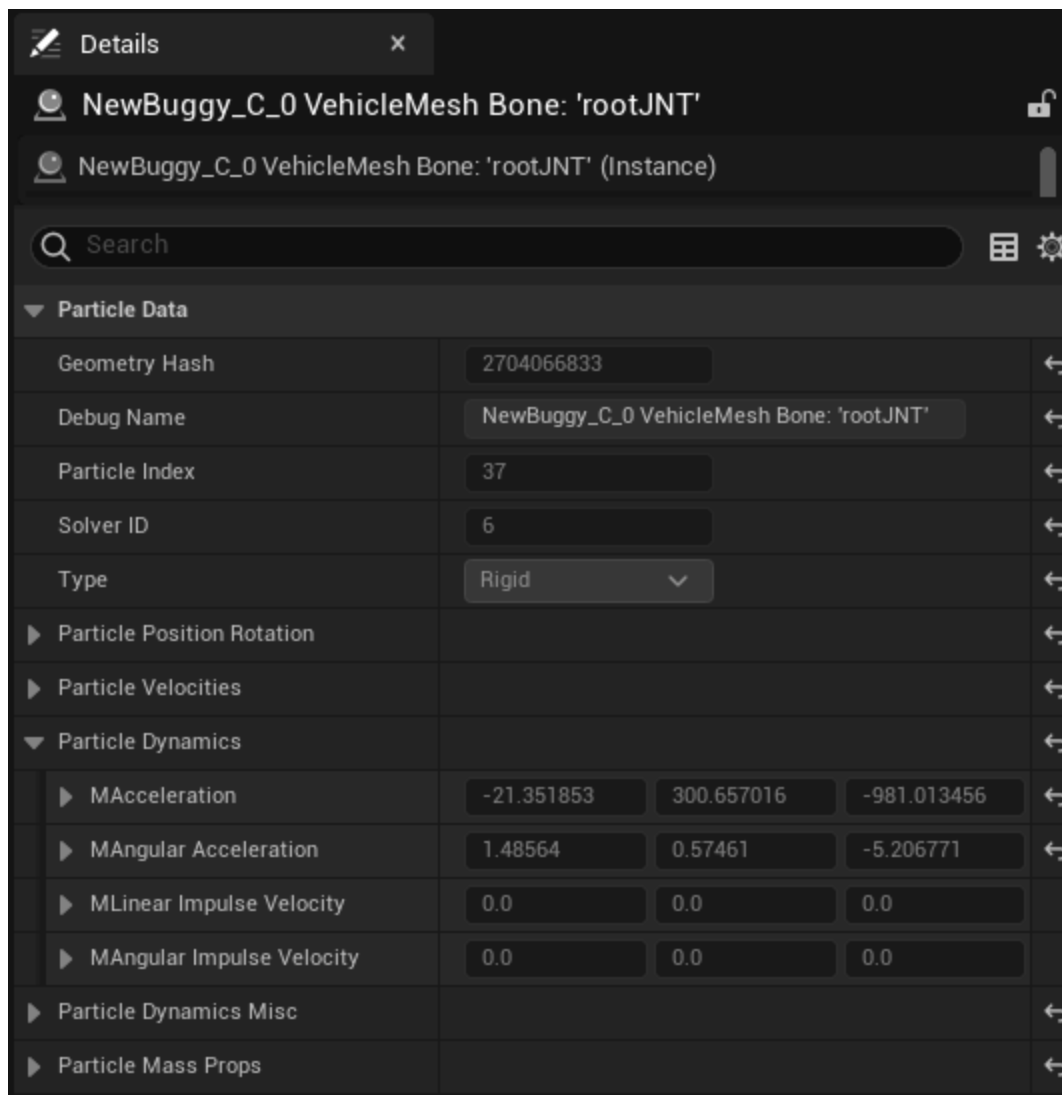 Details
NewBuggy_C_0 VehicleMesh Bone: 'rootJNT'
NewBuggy_C_0 VehicleMesh Bone: 'rootJNT' (Instance)
Search
Particle Data
Geometry Hash 2704066833
Debug Name NewBuggy_C_0 VehicleMesh Bone: 'rootJNT'
Particle Index 37
Solver ID 6
Type Rigid
Particle Position Rotation
Particle Velocities
Particle Dynamics
MAcceleration -21.351853 300.657016 -981.013456
MAngular Acceleration 1.48564 0.57461 -5.206771
MLinear Impulse Velocity 0.0 0.0 0.0
MAngular Impulse Velocity 0.0 0.0 0.0
Particle Dynamics Misc
Particle Mass Props